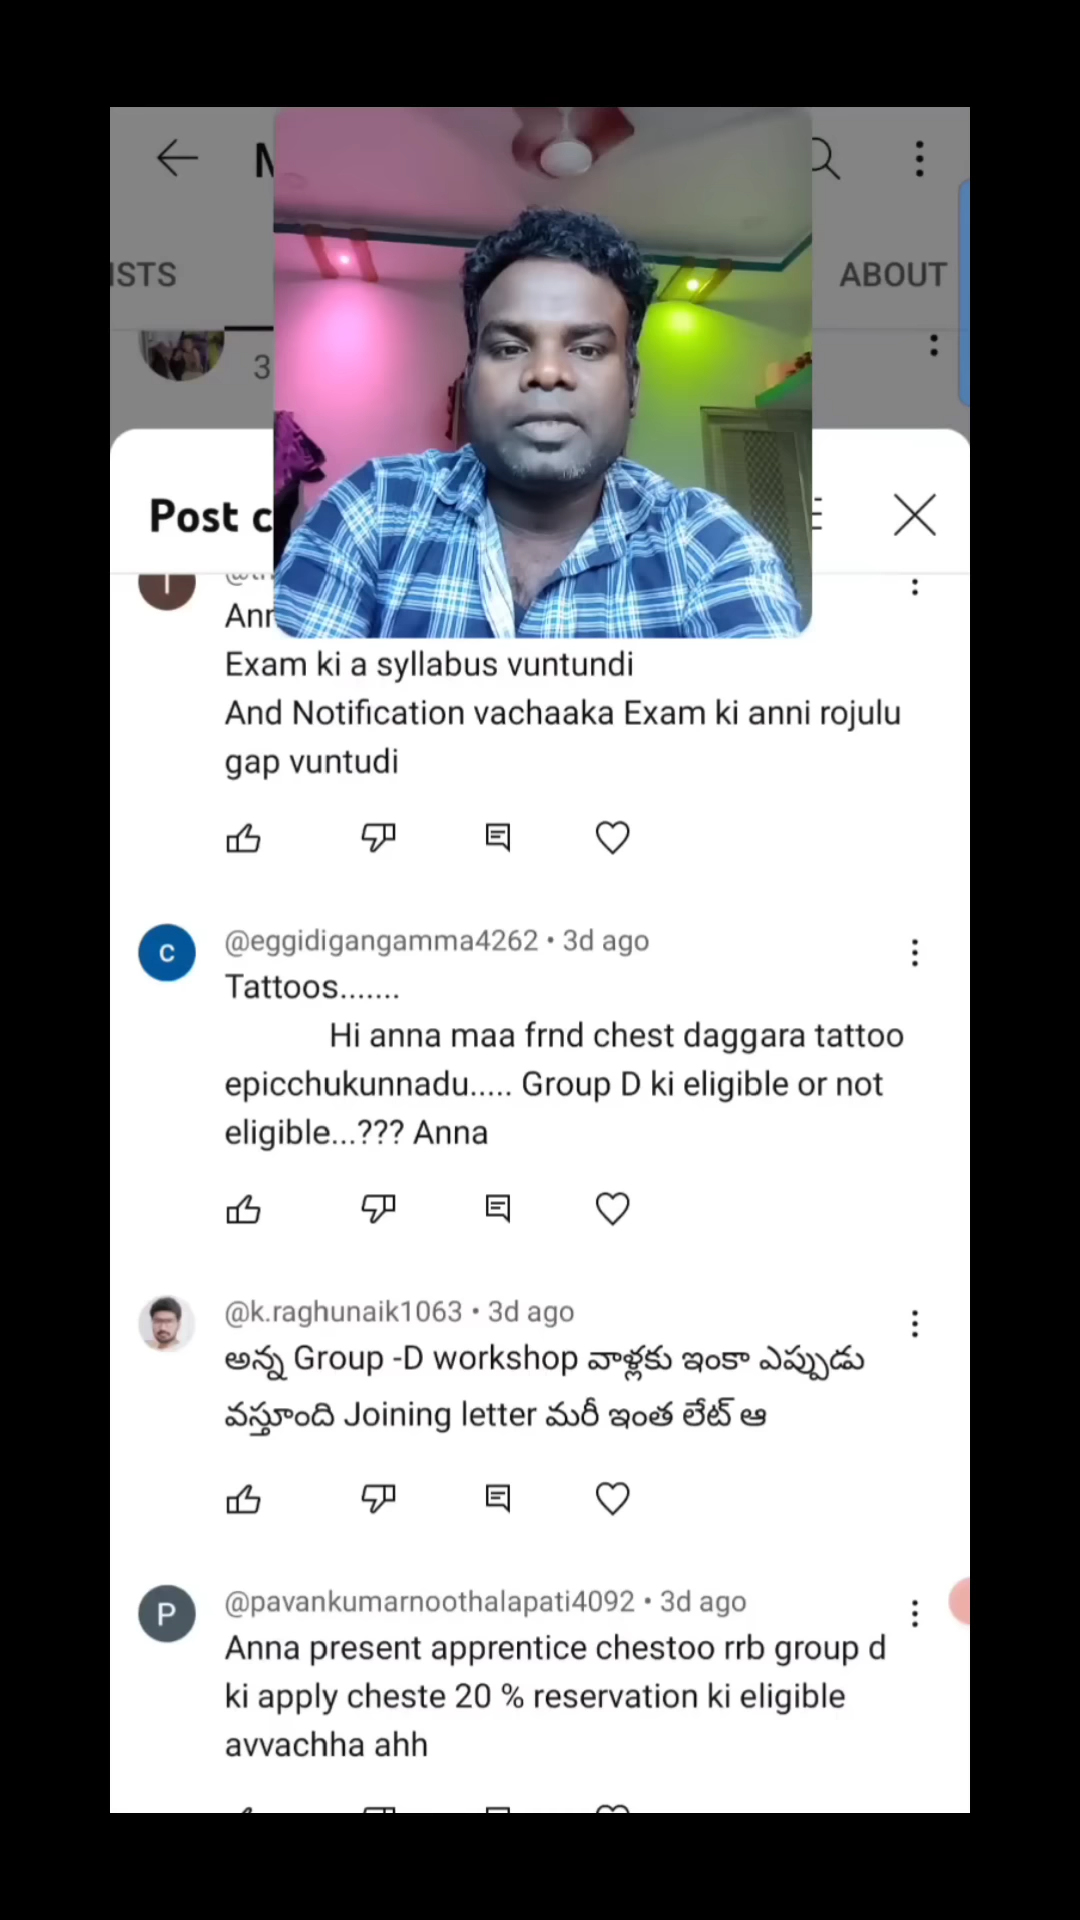 ABOUT
3
Post c
Exam ki a syllabus vuntundi
And Notification vachaaka Exam ki anni rojulu
gap vuntudi
@eggidigangamma4262 • 3d ago
C
Tattoos.......
Hi anna maa frnd chest daggara tattoo
epicchukunnadu..... Group D ki eligible or not
eligible...??? Anna
@k.raghunaik1063 • 3d ago
అన్న Group -D workshop వాళ్లకు ఇంకా ఎప్పుడు
వస్తూంది Joining letter మరీ ఇంత లేట్ ఆ
@pavankumarnoothalapati4092 • 3d ago
P
Anna present apprentice chestoo rrb group d
ki apply cheste 20 % reservation ki eligible
avvachha ahh